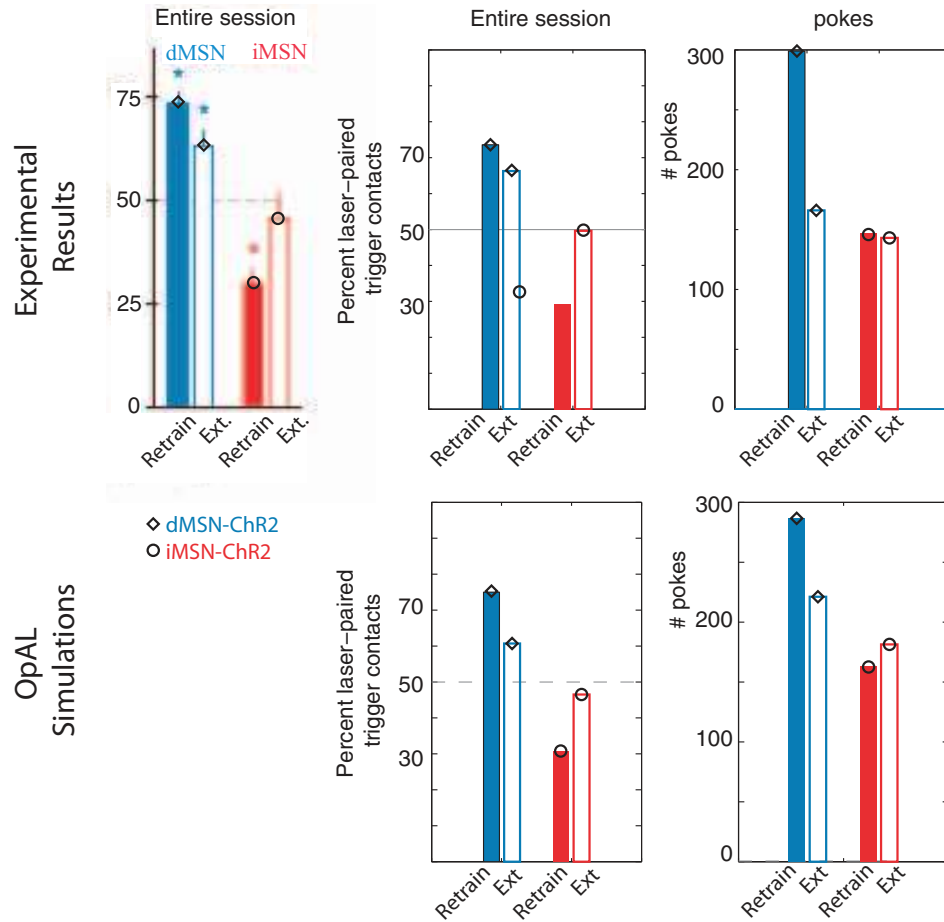 Entire session
dMSN iMSN
75
50
25
0
Retrain
Ext.
Retrain
Ext.
Experimental
Results
Entire session
Percent laser–paired
trigger contacts
70
50
30
Retrain
Ext
Retrain
Ext
pokes
# pokes
300
200
100
0
Retrain
Ext
Retrain
Ext
dMSN-ChR2
iMSN-ChR2
OpAL
Simulations
Percent laser–paired
trigger contacts
70
50
30
Retrain
Ext
Retrain
Ext
# pokes
300
200
100
0
Retrain
Ext
Retrain
Ext